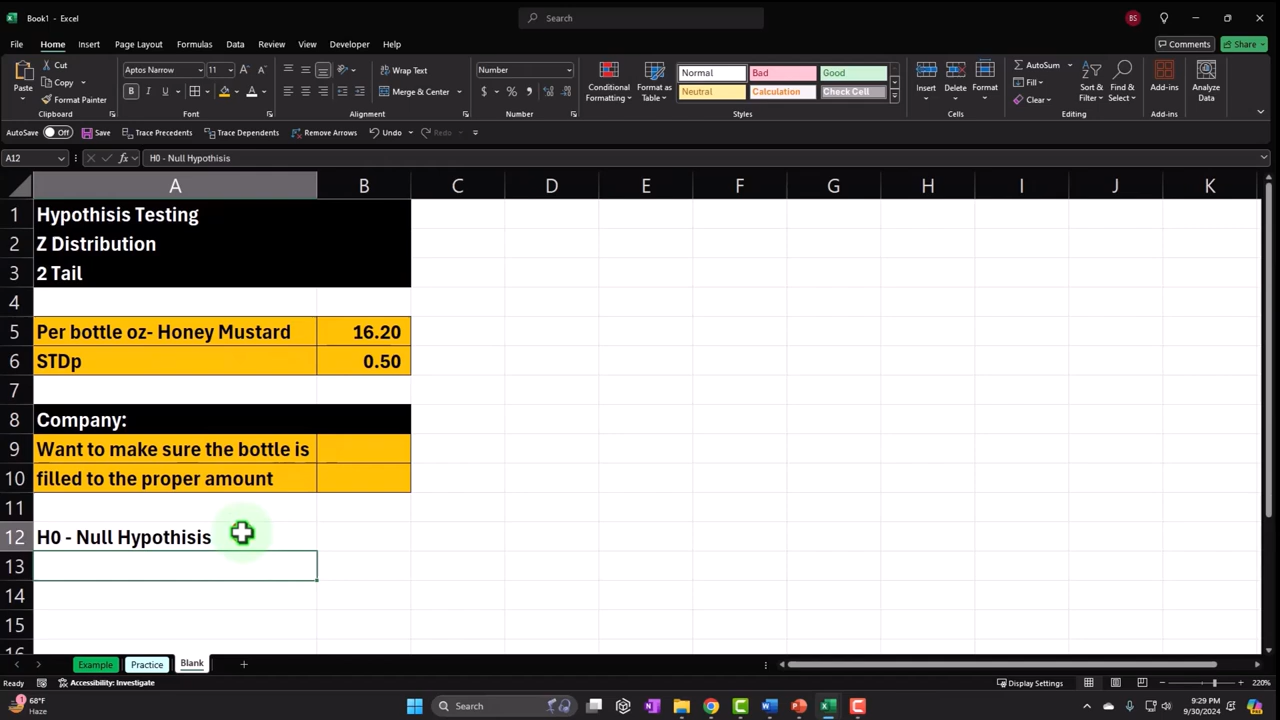 Book1 - Excel
Search
BS
File Home Insert Page Layout Formulas Data Review View Developer Help
Comments Share
Paste
Cut
Copy
Format Painter
Clipboard
Aptos Narrow 11
B I U
Font
Wrap Text
Merge & Center
Alignment
Number
$ % 9
Number
Conditional Formatting
Format as Table
Normal Bad Good
Neutral Calculation Check Cell
Styles
Insert Delete Format
Cells
AutoSum
Fill
Clear
Sort & Filter
Find & Select
Editing
Add-ins
Add-ins
Analyze Data
AutoSave Off Save Trace Precedents Trace Dependents Remove Arrows Undo Redo
A12 fx H0 - Null Hypothisis
A B C D E F G H I J K
1 Hypothisis Testing
2 Z Distribution
3 2 Tail
4
5 Per bottle oz- Honey Mustard 16.20
6 STDp 0.50
7
8 Company:
9 Want to make sure the bottle is
10 filled to the proper amount
11
12 H0 - Null Hypothisis
13
14
15
16
Example Practice Blank
Ready Accessibility: Investigate Display Settings 220%
68°F
Haze
Search
9:29 PM
9/30/2024